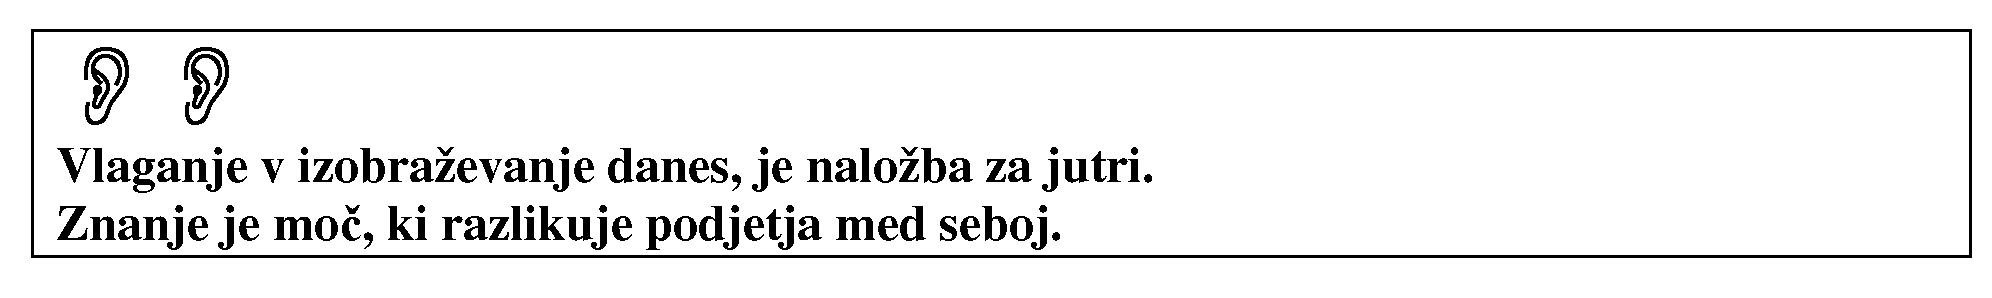 Vlaganje v izobraževanje danes, je naložba za jutri.
Znanje je moč, ki razlikuje podjetja med seboj.